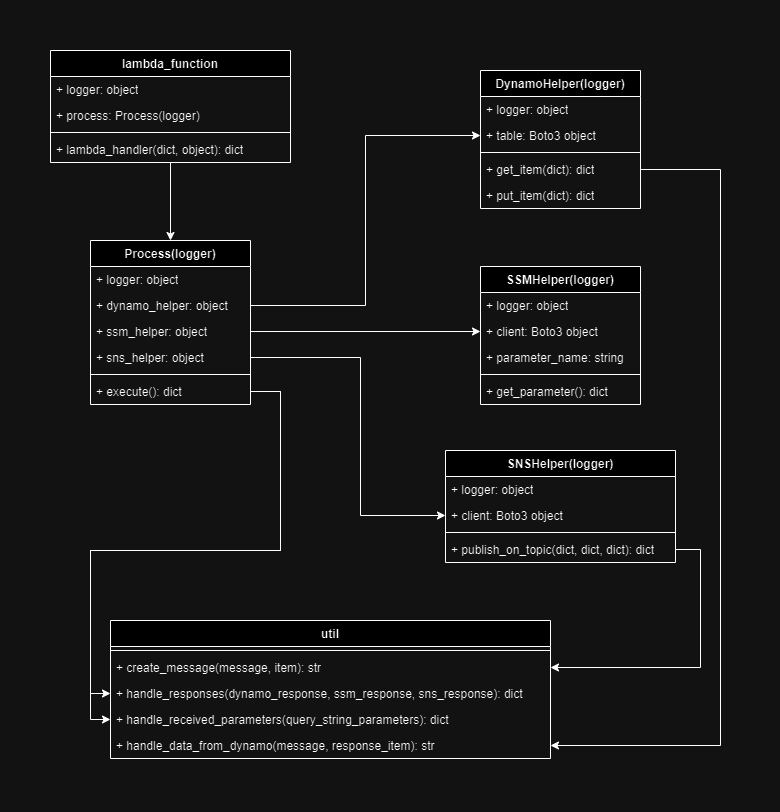 lambda_function
+ logger: object
+ process: Process(logger)
+ lambda_handler(dict, object): dict
DynamoHelper(logger)
+ logger: object
+ table: Boto3 object
+ get_item(dict): dict
+ put_item(dict): dict
Process(logger)
+ logger: object
+ dynamo_helper: object
+ ssm_helper: object
+ sns_helper: object
+ execute(): dict
SSMHelper(logger)
+ logger: object
+ client: Boto3 object
+ parameter_name: string
+ get_parameter(): dict
SNSHelper(logger)
+ logger: object
+ client: Boto3 object
+ publish_on_topic(dict, dict, dict): dict
util
+ create_message(message, item): str
+ handle_responses(dynamo_response, ssm_response, sns_response): dict
+ handle_received_parameters(query_string_parameters): dict
+ handle_data_from_dynamo(message, response_item): str